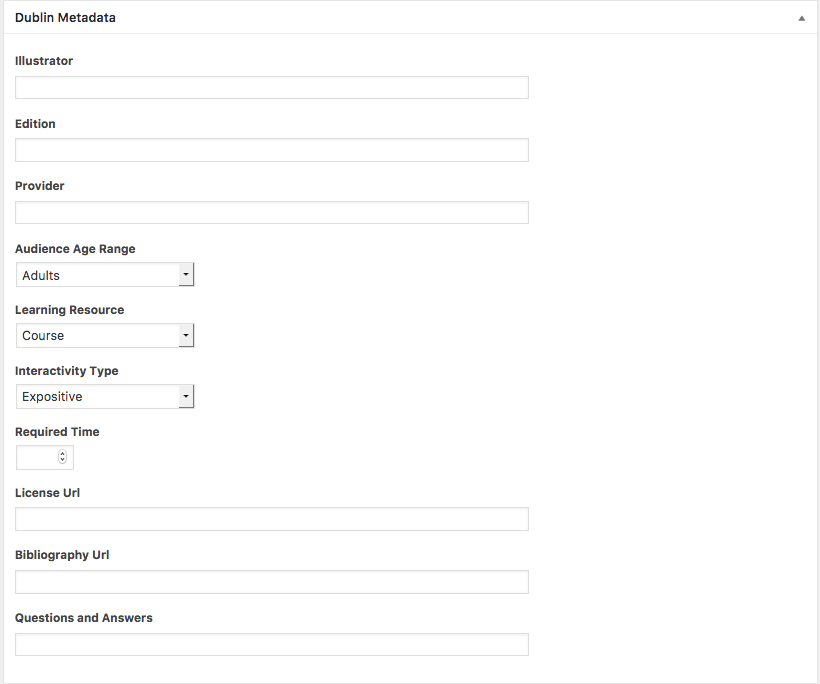 Dublin Metadata
Illustrator
Edition
Provider
Audience Age Range
Adults
Learning Resource
Course
Interactivity Type
Expositive
Required Time
License Url
Bibliography Url
Questions and Answers